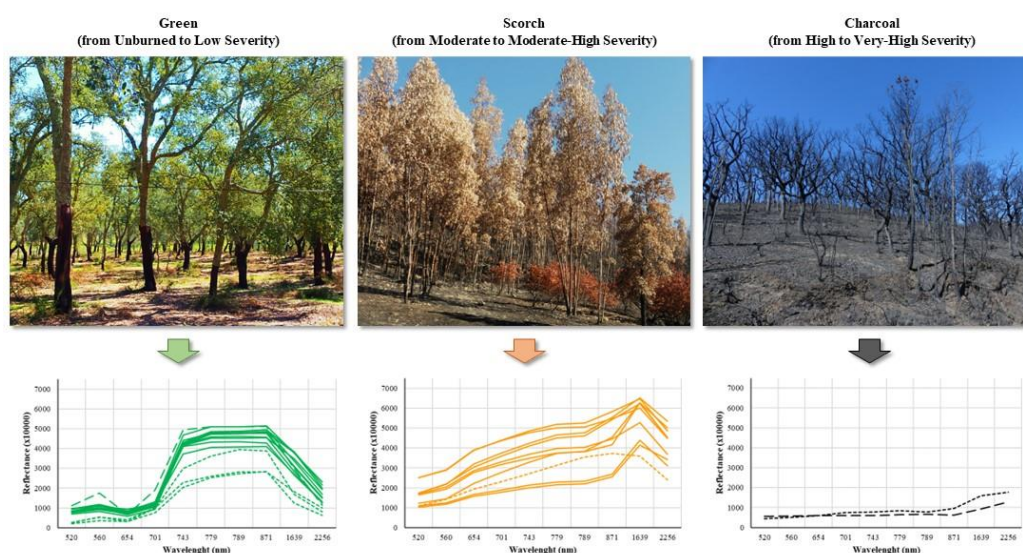 Green
(from Unburned to Low Severity)
Scorch
(from Moderate to Moderate-High Severity)
Charcoal
(from High to Very-High Severity)
Reflectance (x10000)
7000
6000
5000
4000
3000
2000
1000
0
520 560 654 701 743 779 789 871 1639 2256
Wavelenght (nm)
Reflectance (x10000)
7000
6000
5000
4000
3000
2000
1000
0
520 560 654 701 743 779 789 871 1639 2256
Wavelenght (nm)
Reflectance (x10000)
7000
6000
5000
4000
3000
2000
1000
0
520 560 654 701 743 779 789 871 1639 2256
Wavelenght (nm)